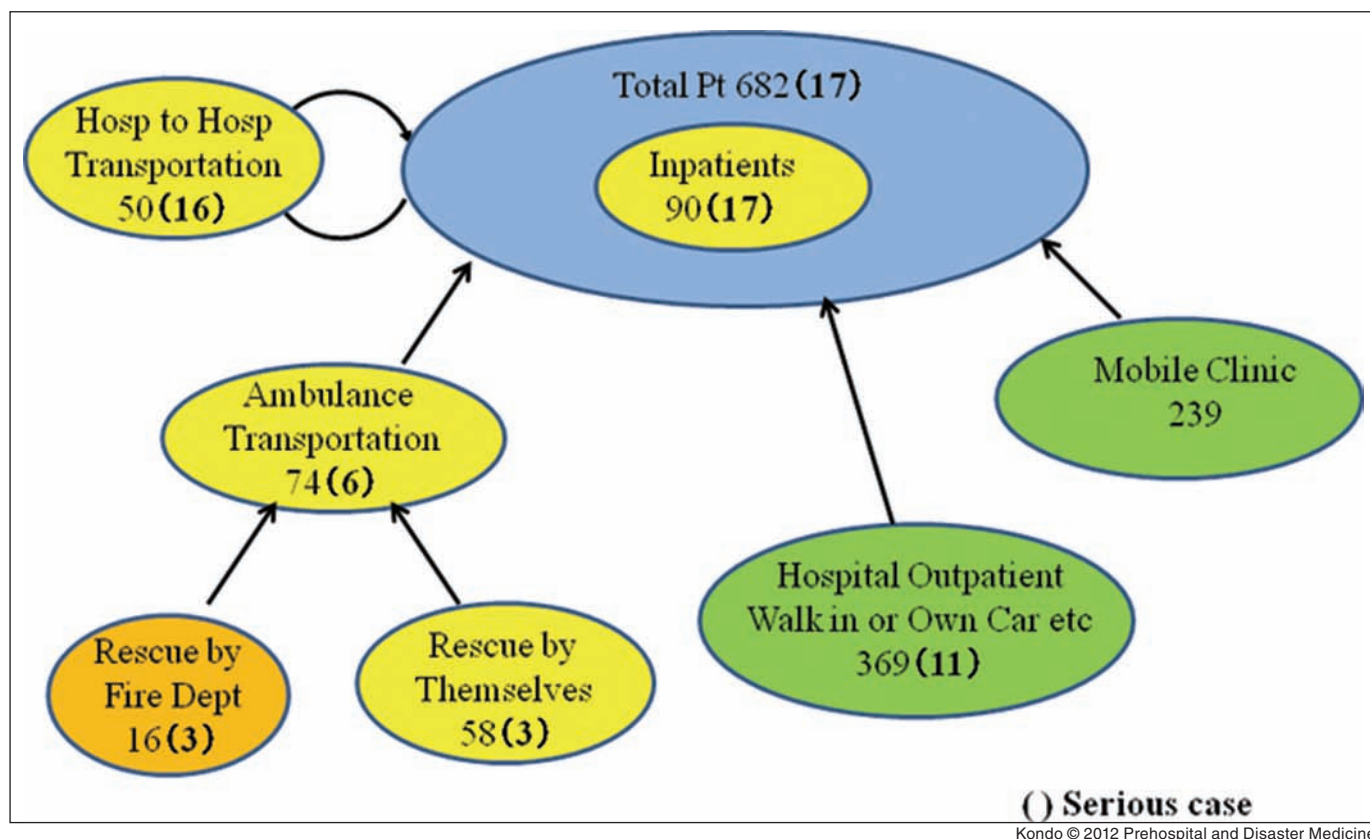 Total Pt 682(17)
Inpatients
90(17)
Hosp to Hosp
Transportation
50(16)
Ambulance
Transportation
74(6)
Mobile Clinic
239
Rescue by
Fire Dept
16(3)
Rescue by
Themselves
58(3)
Hospital Outpatient
Walk in or Own Car etc
369(11)
() Serious case
Kondo © 2012 Prehospital and Disaster Medicine